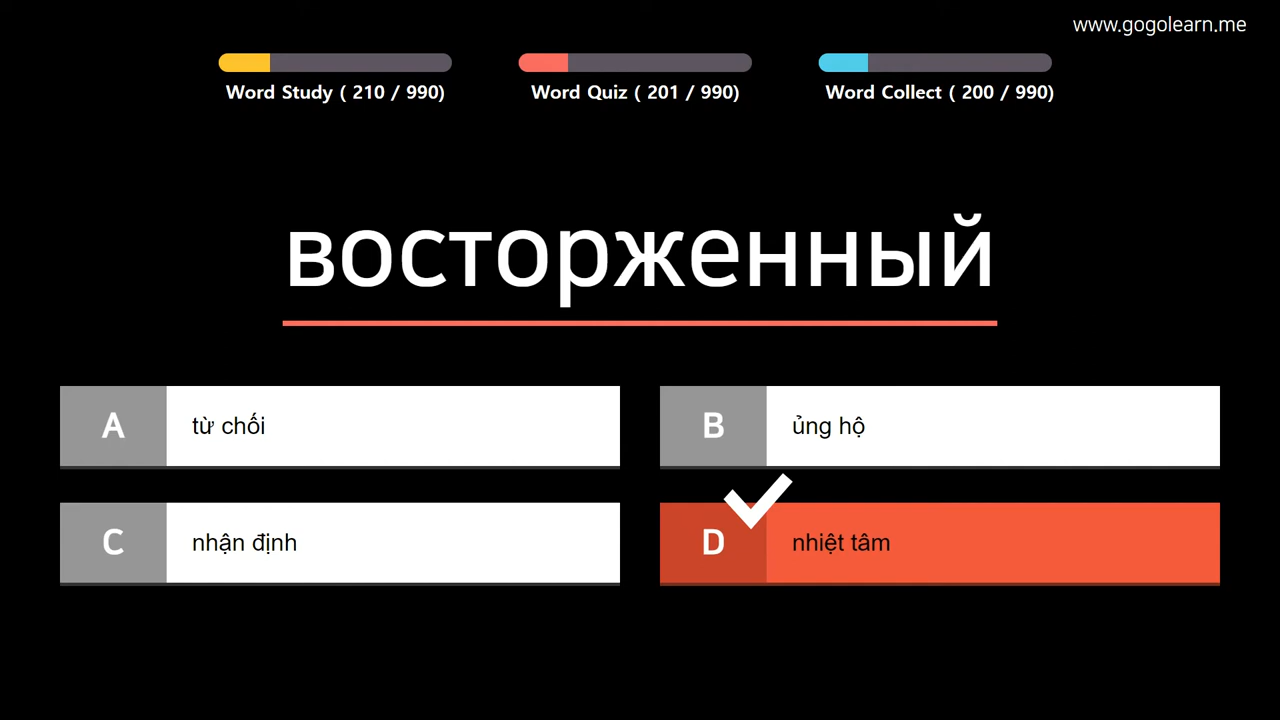 www.gogolearn.me
Word Study ( 210 / 990)
Word Quiz ( 201 / 990)
Word Collect ( 200 / 990)
восторженный
A từ chối
B ủng hộ
C nhận định
D nhiệt tâm